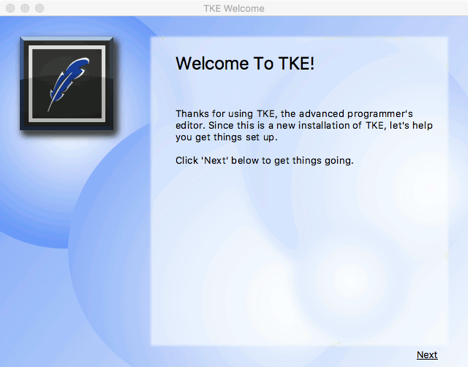 TKE Welcome
Welcome To TKE!
Thanks for using TKE, the advanced programmer's
editor. Since this is a new installation of TKE, let's help
you get things set up.
Click 'Next' below to get things going.
Next